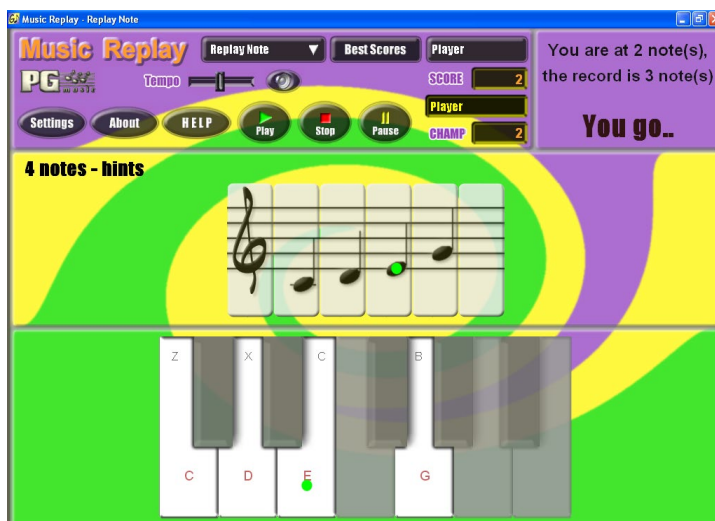 Music Replay - Replay Note
Music Replay
Replay Note
Best Scores
Player
You are at 2 note(s),
the record is 3 note(s)
PG music
Tempo
SCORE 2
Player
You go..
Settings
About
HELP
Play
Stop
Pause
CHAMP 2
4 notes - hints
Z X C B
C D E G